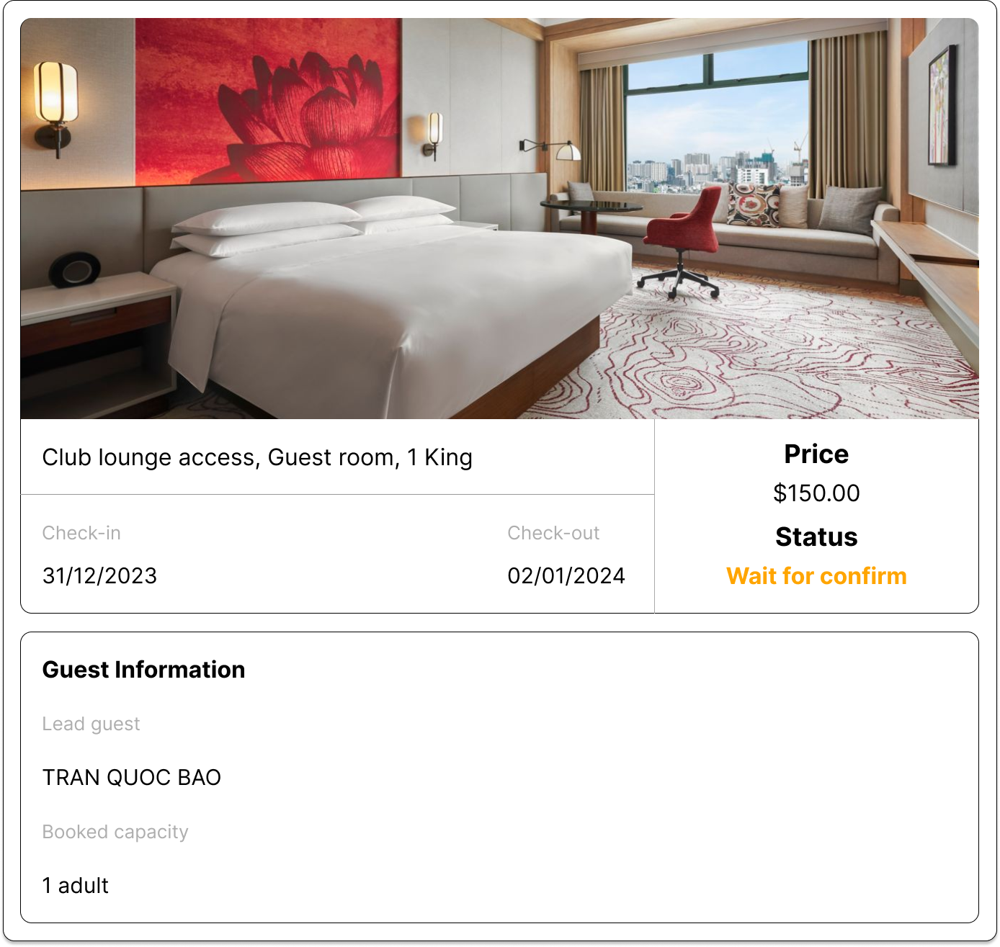 Club lounge access, Guest room, 1 King
Check-in
31/12/2023
Check-out
02/01/2024
Price
$150.00
Status
Wait for confirm
Guest Information
Lead guest
TRAN QUOC BAO
Booked capacity
1 adult